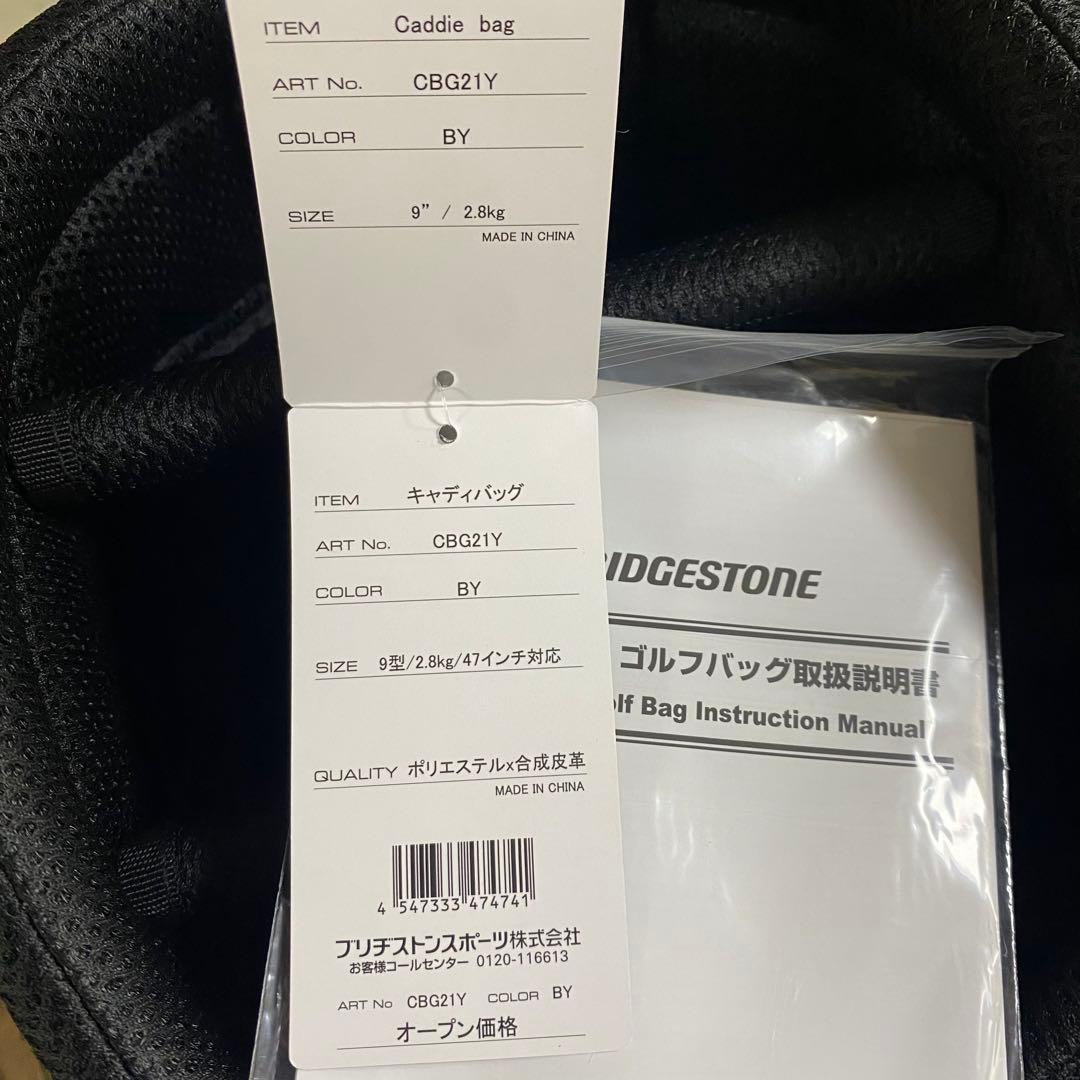 ITEM Caddie bag
ART No. CBG21Y
COLOR BY
SIZE 9” / 2.8kg
MADE IN CHINA
ITEM キャディバッグ
ART No. CBG21Y
COLOR BY
SIZE 9型/2.8kg/47インチ対応
QUALITY ポリエステルx合成皮革
MADE IN CHINA
4 547333 474741
ブリヂストンスポーツ株式会社
お客様コールセンター 0120-116613
ART No CBG21Y COLOR BY
オープン価格
RIDGESTONE
ゴルフバッグ取扱説明書
olf Bag Instruction Manual